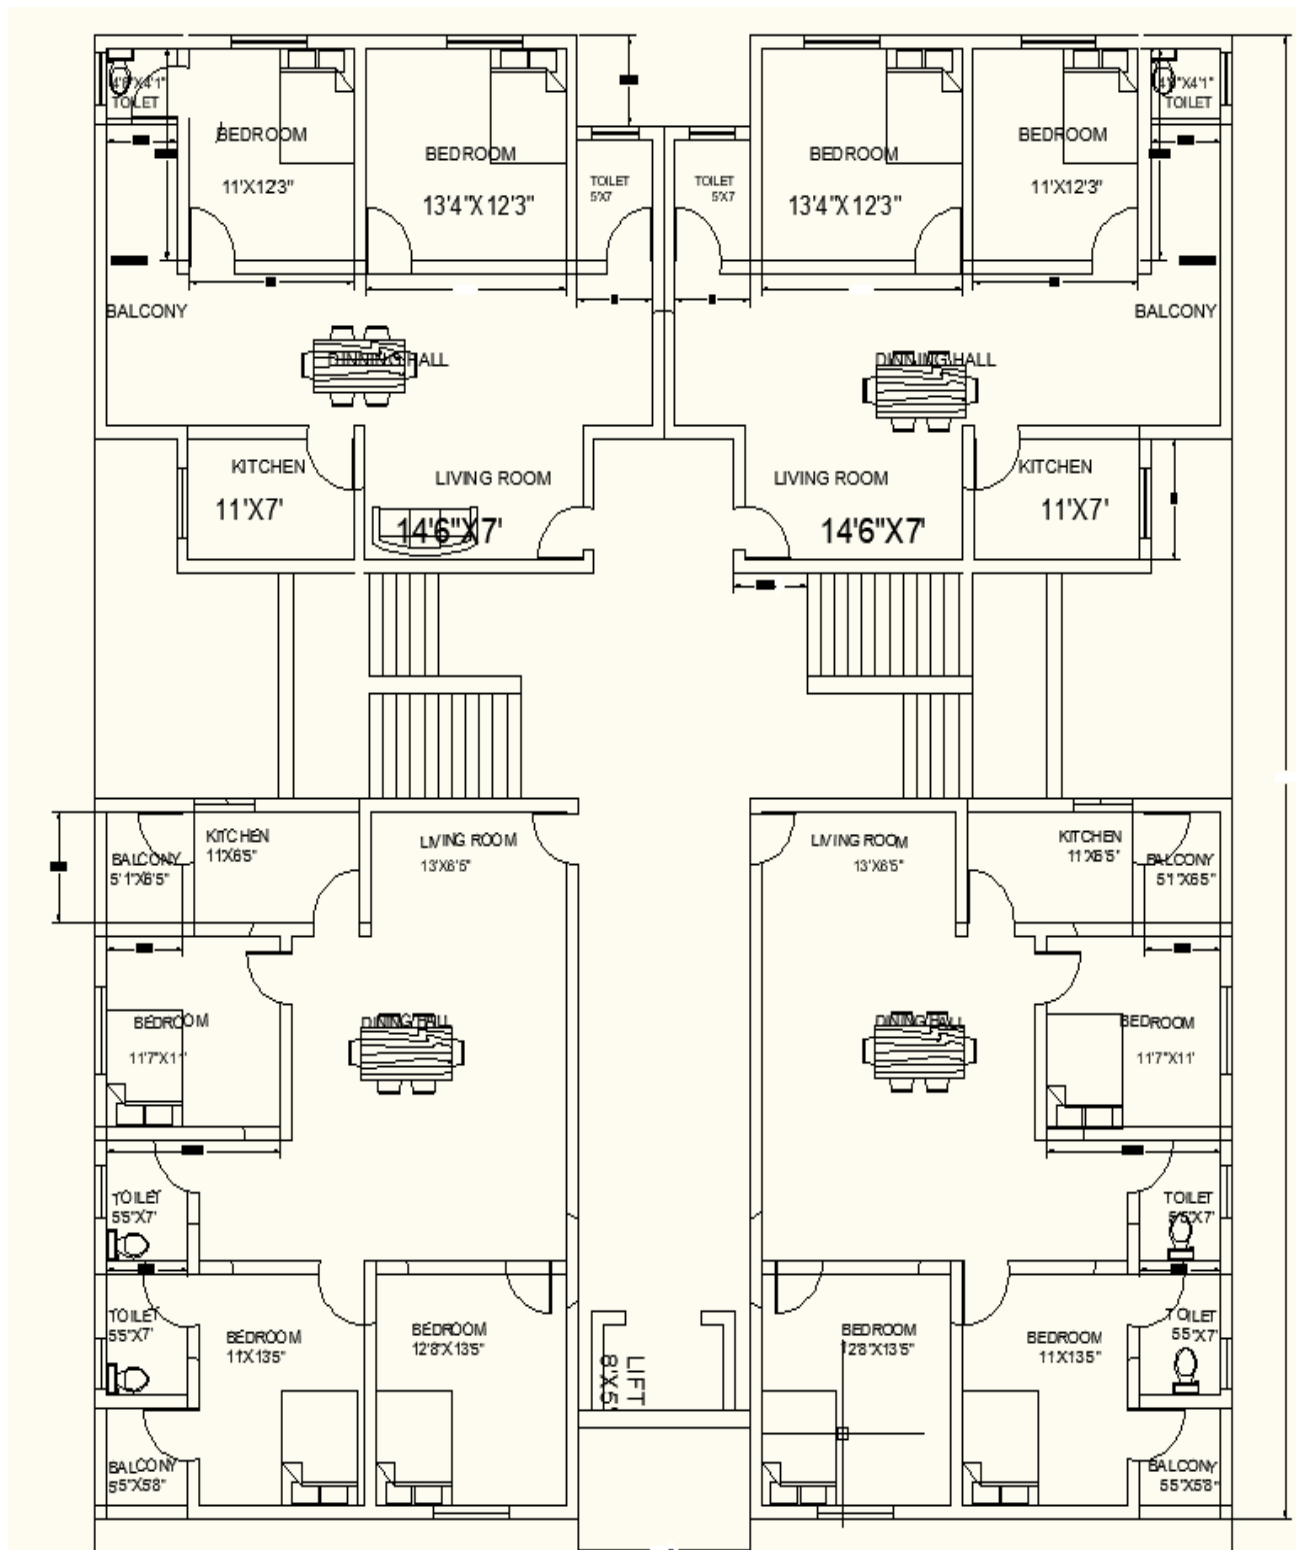 4'6"X4'1"
TOILET
BEDROOM
11'X12'3"
BEDROOM
13'4"X12'3"
TOILET
5'X7
TOILET
5'X7
BEDROOM
13'4"X12'3"
BEDROOM
11'X12'3"
TOILET
BALCONY
DINNING HALL
DINNING HALL
BALCONY
KITCHEN
11'X7'
LIVING ROOM
14'6"X7'
LIVING ROOM
14'6"X7'
KITCHEN
11'X7'
BALCONY
5'1"X6'5"
KITCHEN
11'X6'5"
LIVING ROOM
13'X6'5"
LIVING ROOM
13'X6'5"
KITCHEN
11'X6'5"
BALCONY
5'1"X6'5"
BEDROOM
11'7"X11'
DINING HALL
DINING HALL
BEDROOM
11'7"X11'
TOILET
5'5"X7'
TOILET
5'5"X7'
TOILET
5'5"X7'
BEDROOM
11'X13'5"
BEDROOM
12'8"X13'5"
LIFT
8'X5'
BEDROOM
12'8"X13'5"
BEDROOM
11'X13'5"
TOILET
5'5"X7'
BALCONY
5'5"X5'8"
BALCONY
5'5"X5'8"